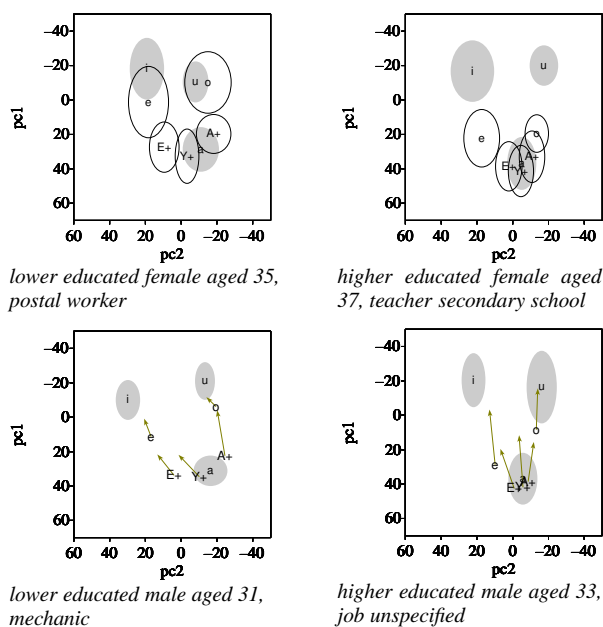 −40
i u o
−20
0
e
pc1
20
E+ Y+ a A+
40
60
60 40 20 0 −20 −40
pc2
lower educated female aged 35,
postal worker
−40
i u
−20
0
pc1
20
e o
E+ Y+ a A+
40
60
60 40 20 0 −20 −40
pc2
higher educated female aged
37, teacher secondary school
−40
−20
i u
o
0
e
pc1
20
E+ Y+ a A+
40
60
60 40 20 0 −20 −40
pc2
lower educated male aged 31,
mechanic
−40
−20
i u
0
o
pc1
20
e
E+ Y+ a A+
40
60
60 40 20 0 −20 −40
pc2
higher educated male aged 33,
job unspecified